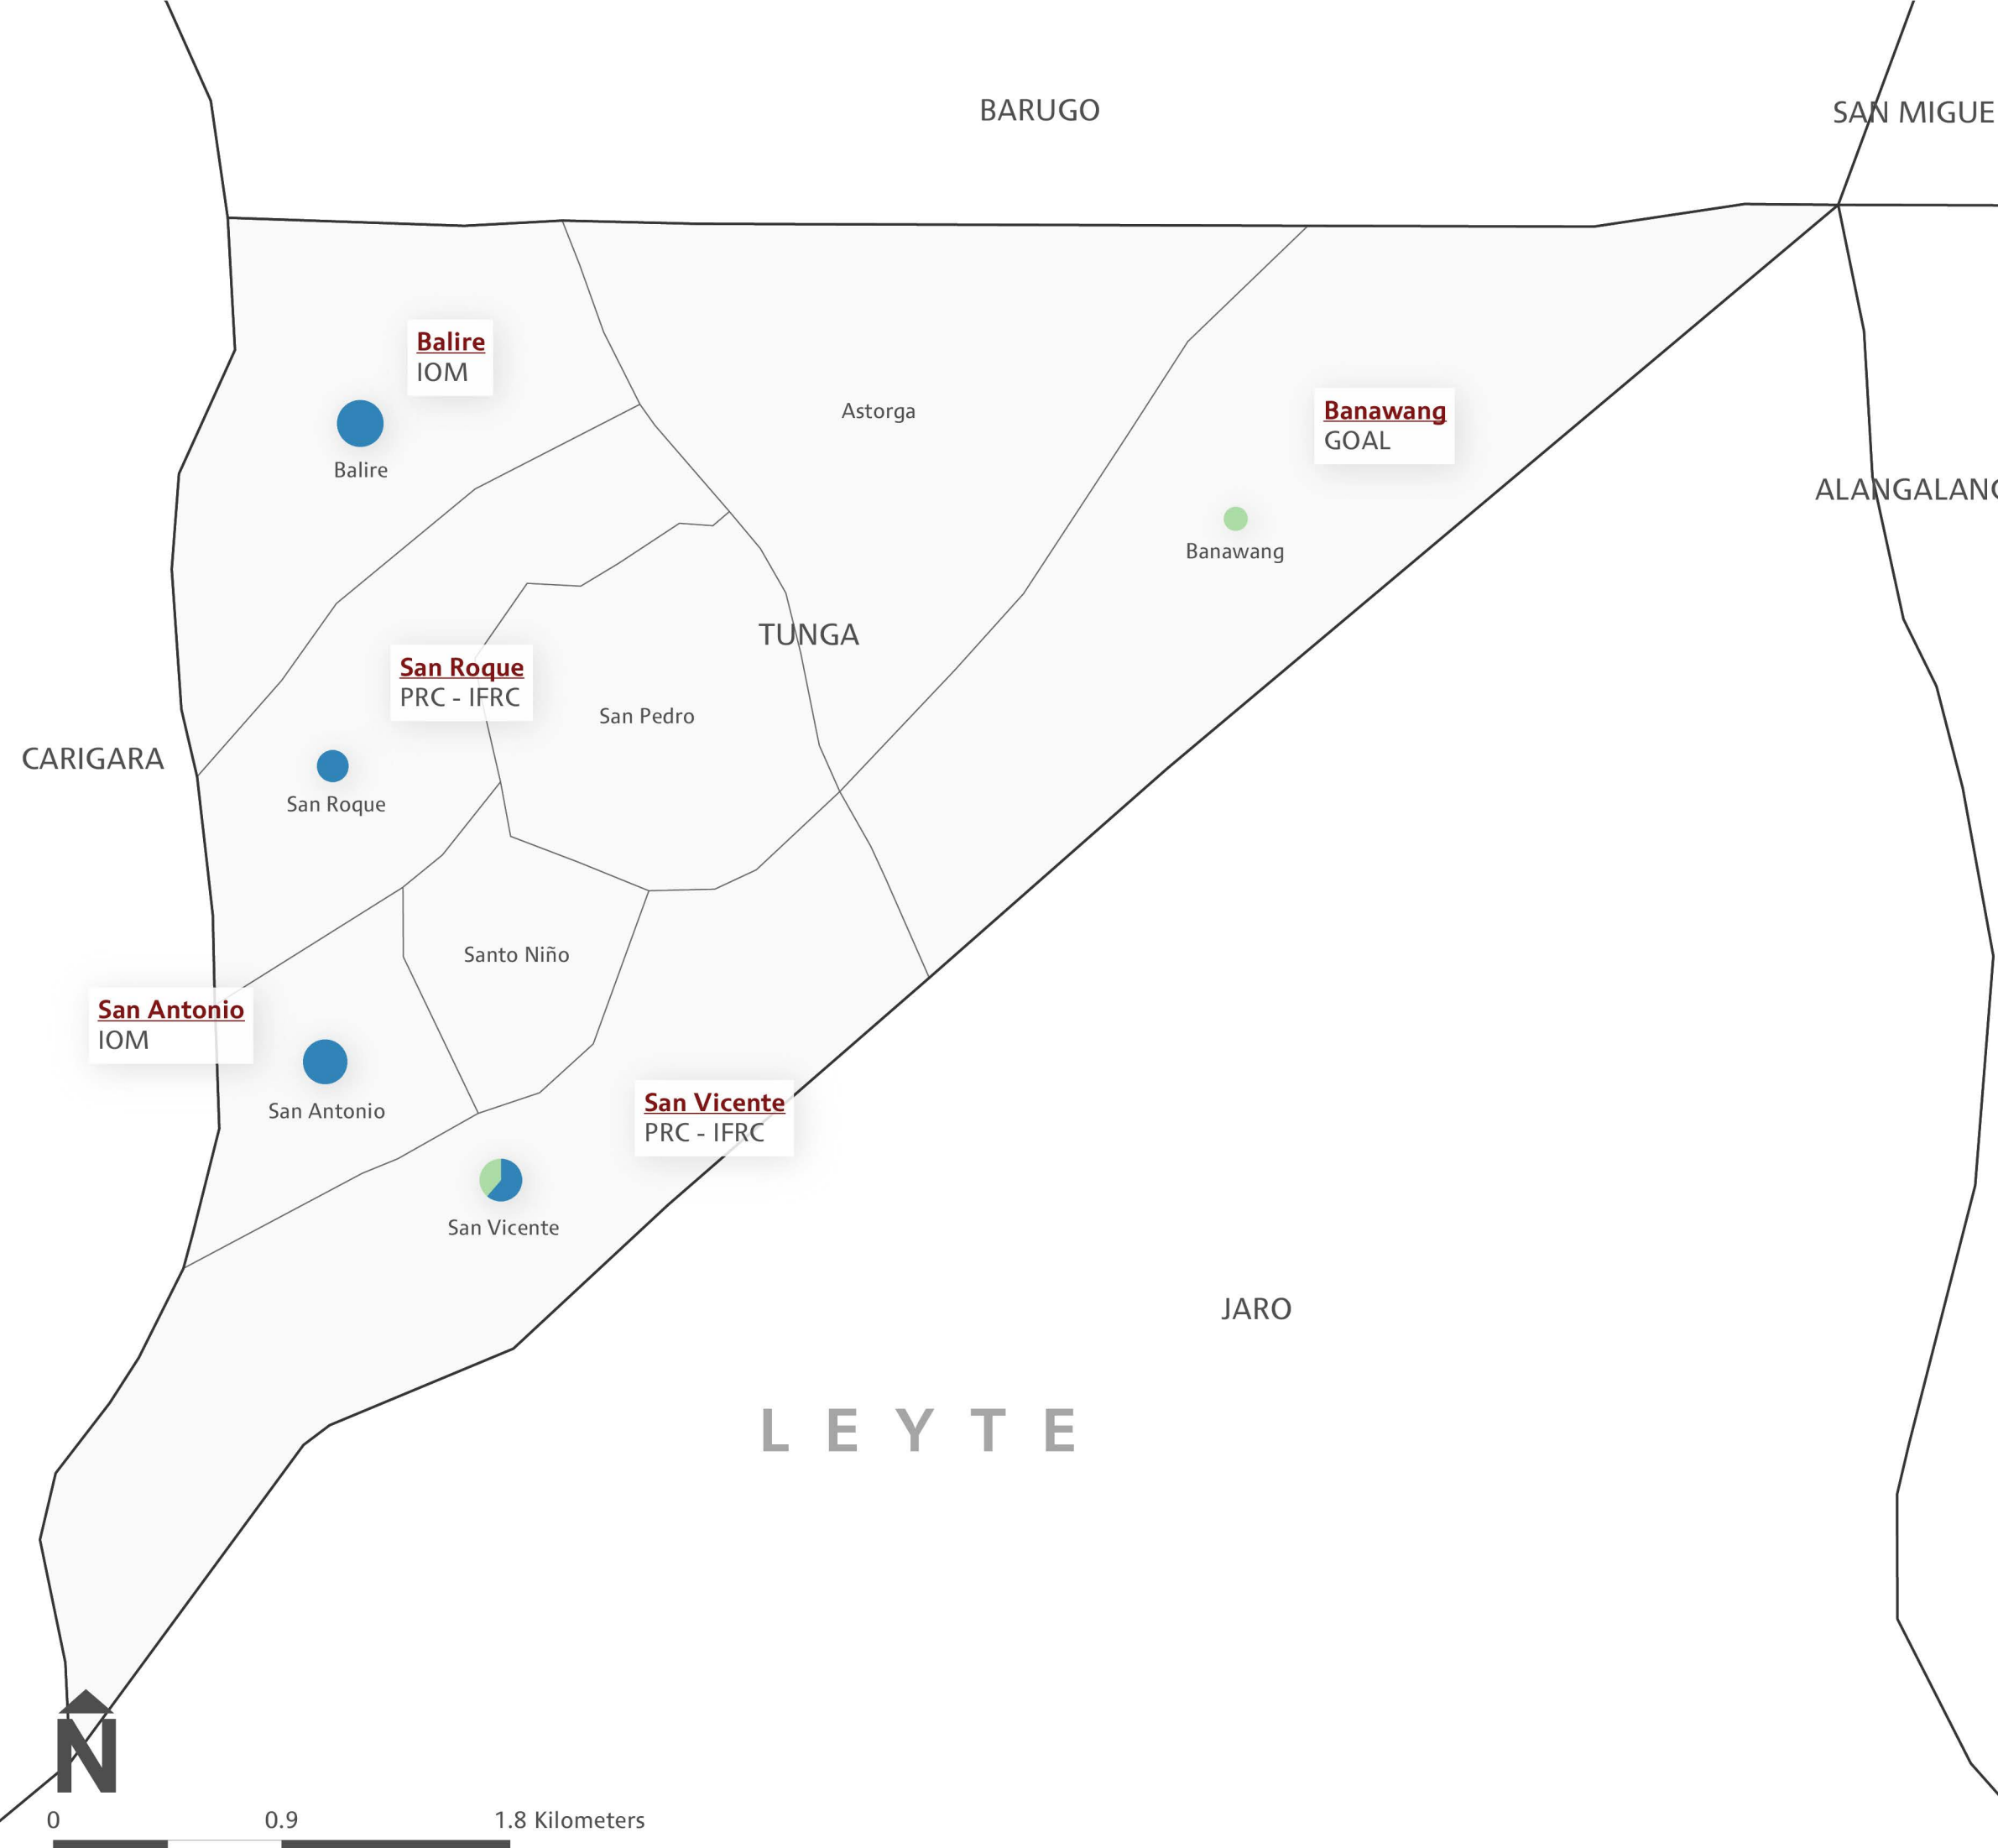 BARUGO
SAN MIGUE
Balire
IOM
Balire
Astorga
Banawang
GOAL
Banawang
ALANGALANG
TUNGA
San Roque
PRC - IFRC
San Pedro
CARIGARA
San Roque
Santo Niño
San Antonio
IOM
San Antonio
San Vicente
PRC - IFRC
San Vicente
JARO
LEYTE
N
0 0.9 1.8 Kilometers